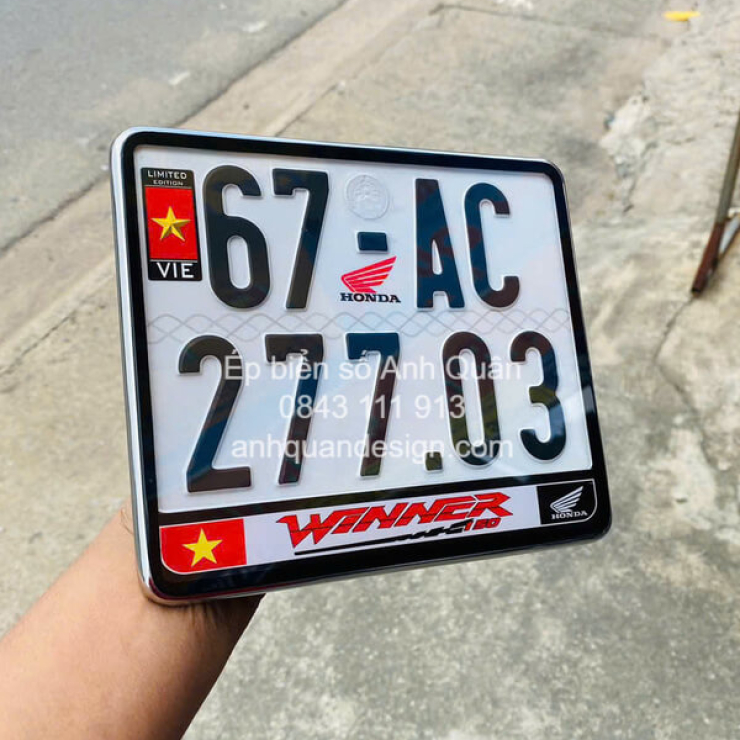 LIMITED
EDITION
VIE
67-AC
HONDA
277.03
Ép biển số Anh Quân
0843 111 913
anhquandesign.com
WINNER
150
HONDA